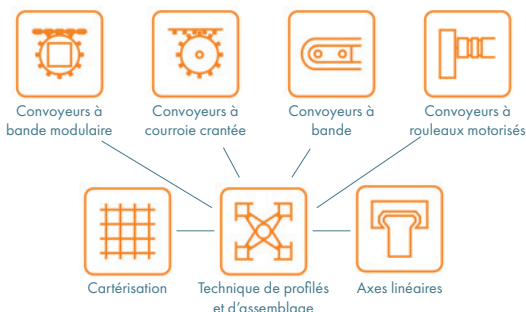 Convoyeurs à
bande modulaire
Convoyeurs à
courroie crantée
Convoyeurs à
bande
Convoyeurs à
rouleaux motorisés
Cartérisation
Technique de profilés
et d'assemblage
Axes linéaires